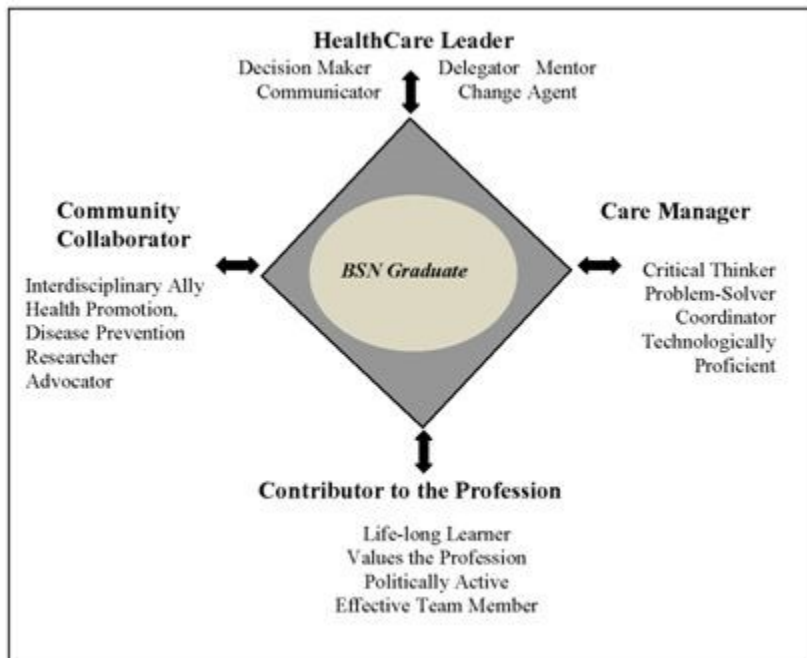 HealthCare Leader
Decision Maker Delegator Mentor
Communicator Change Agent
Community
Collaborator
Interdisciplinary Ally
Health Promotion,
Disease Prevention
Researcher
Advocator
BSN Graduate
Care Manager
Critical Thinker
Problem-Solver
Coordinator
Technologically
Proficient
Contributor to the Profession
Life-long Learner
Values the Profession
Politically Active
Effective Team Member